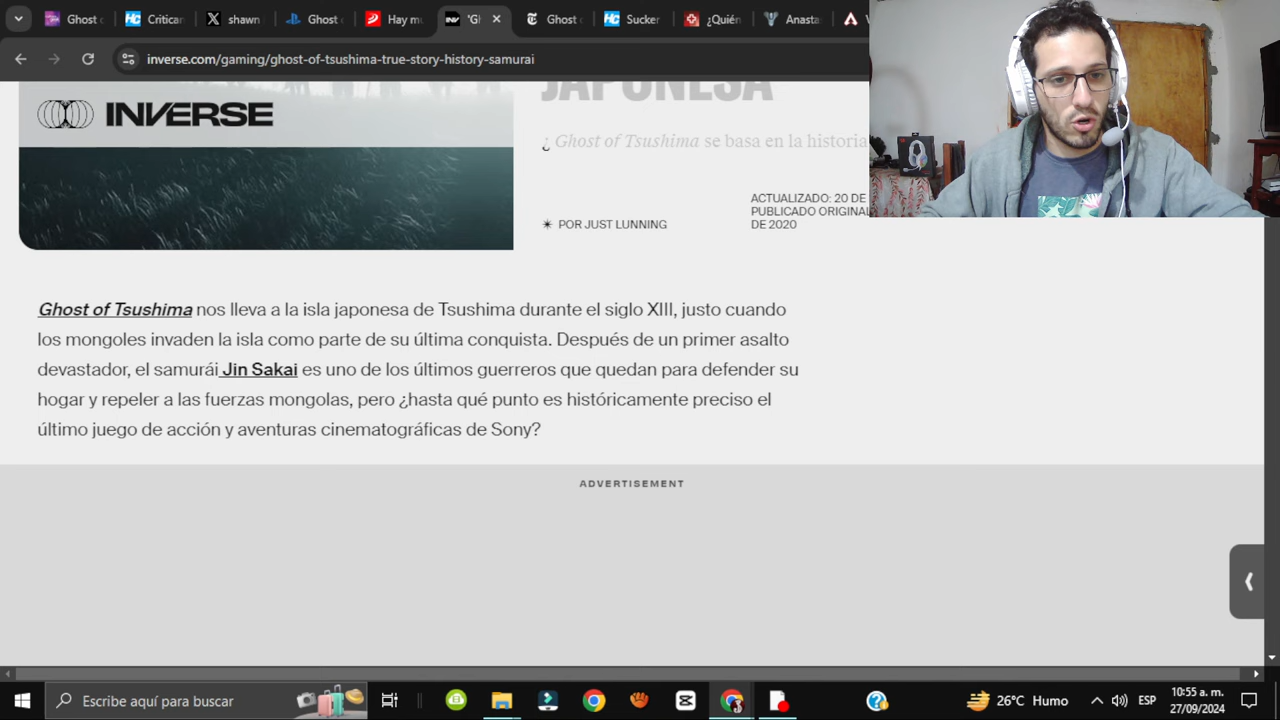 Ghost
Critican
shawn
Ghost
Hay mu
'Gh
Ghost
Sucker
¿Quién
Anasta
inverse.com/gaming/ghost-of-tsushima-true-story-history-samurai
INVERSE
JAPONESA
¿ Ghost of Tsushima se basa en la historia
POR JUST LUNNING
ACTUALIZADO: 20 DE
PUBLICADO ORIGINAL
DE 2020
Ghost of Tsushima nos lleva a la isla japonesa de Tsushima durante el siglo XIII, justo cuando
los mongoles invaden la isla como parte de su última conquista. Después de un primer asalto
devastador, el samurái Jin Sakai es uno de los últimos guerreros que quedan para defender su
hogar y repeler a las fuerzas mongolas, pero ¿hasta qué punto es históricamente preciso el
último juego de acción y aventuras cinematográficas de Sony?
ADVERTISEMENT
Escribe aquí para buscar
26°C Humo
ESP
10:55 a. m.
27/09/2024